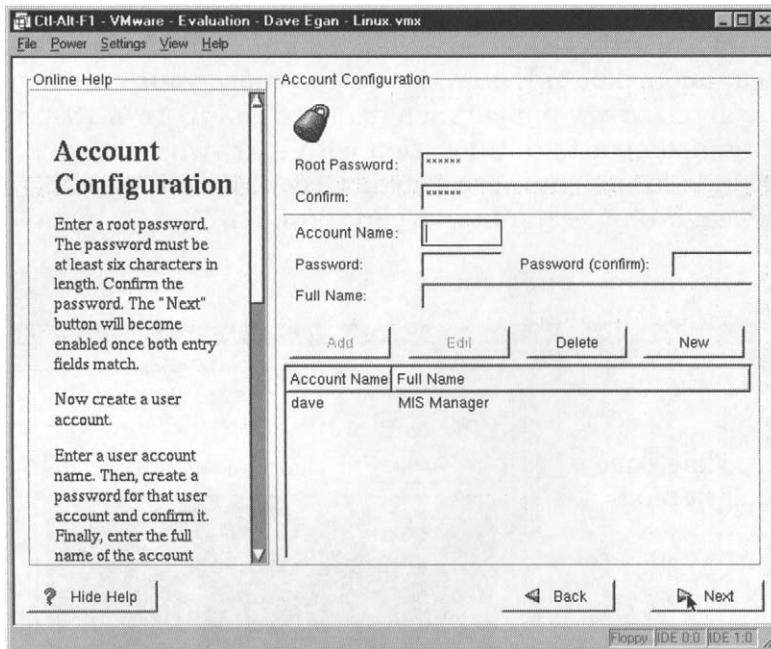 Ctl-Alt-F1 - VMware - Evaluation - Dave Egan - Linux.vmx
File Power Settings View Help
Online Help
Account
Configuration
Enter a root password.
The password must be
at least six characters in
length. Confirm the
password. The "Next"
button will become
enabled once both entry
fields match.
Now create a user
account.
Enter a user account
name. Then, create a
password for that user
account and confirm it.
Finally, enter the full
name of the account
Hide Help
Account Configuration
Root Password: ******
Confirm: ******
Account Name:
Password: Password (confirm):
Full Name:
Add Edit Delete New
Account Name Full Name
dave MIS Manager
Back Next
Floppy IDE 0:0 IDE 1:0